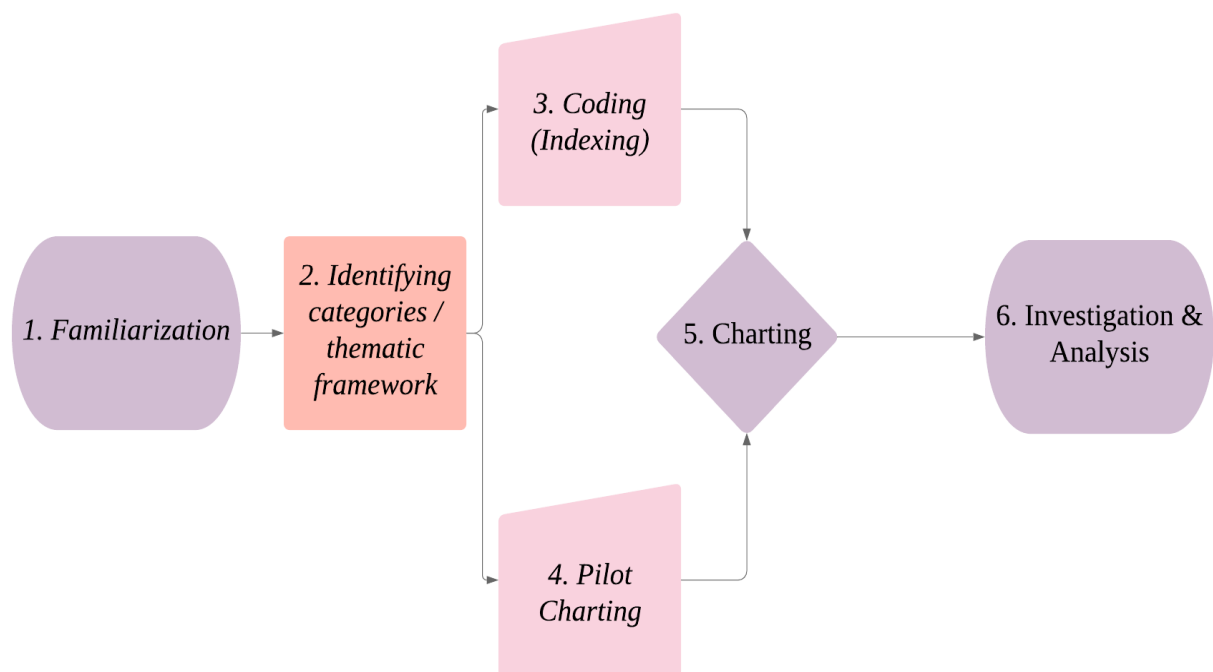 1. Familiarization
2. Identifying
categories /
thematic
framework
3. Coding
(Indexing)
4. Pilot
Charting
5. Charting
6. Investigation &
Analysis